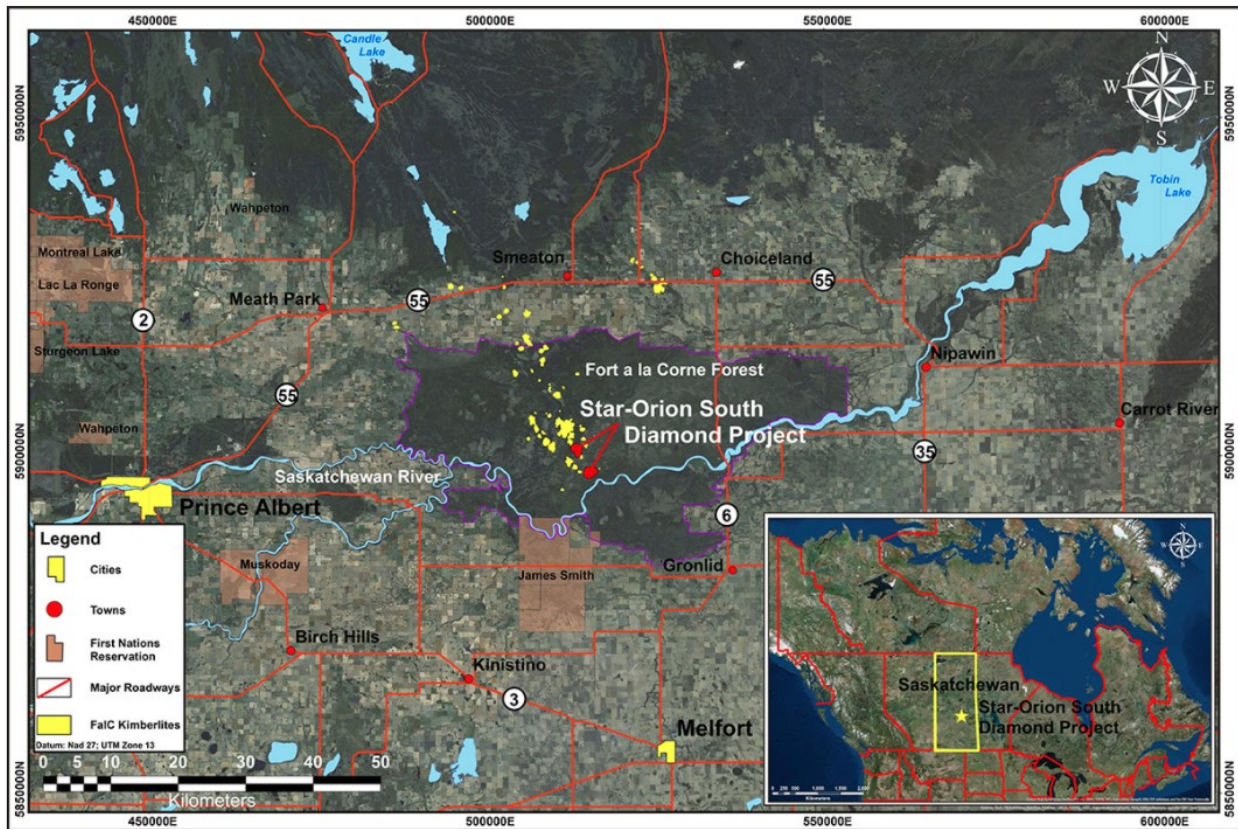 450000E
500000E
550000E
600000E
5950000N
5950000N
Candle
Lake
N
W
E
S
Tobin
Lake
Wahpeton
Montreal Lake
Lac La Ronge
Smeaton
Choiceland
55
55
Meath Park
2
Sturgeon Lake
Nipawin
Fort a la Corne Forest
55
Star-Orion South
Diamond Project
Carrot River
Wahpeton
35
5900000N
5900000N
Saskatchewan River
Prince Albert
6
Legend
Cities
Towns
First Nations
Reservation
Major Roadways
FalC Kimberlites
Datum: Nad 27; UTM Zone 13
0 10 20 30 40 50
Kilometers
Muskoday
James Smith
Gronlid
Birch Hills
Kinistino
3
Melfort
N
Saskatchewan
Star-Orion South
Diamond Project
Kilometers
5850000N
5850000N
450000E
500000E
550000E
600000E